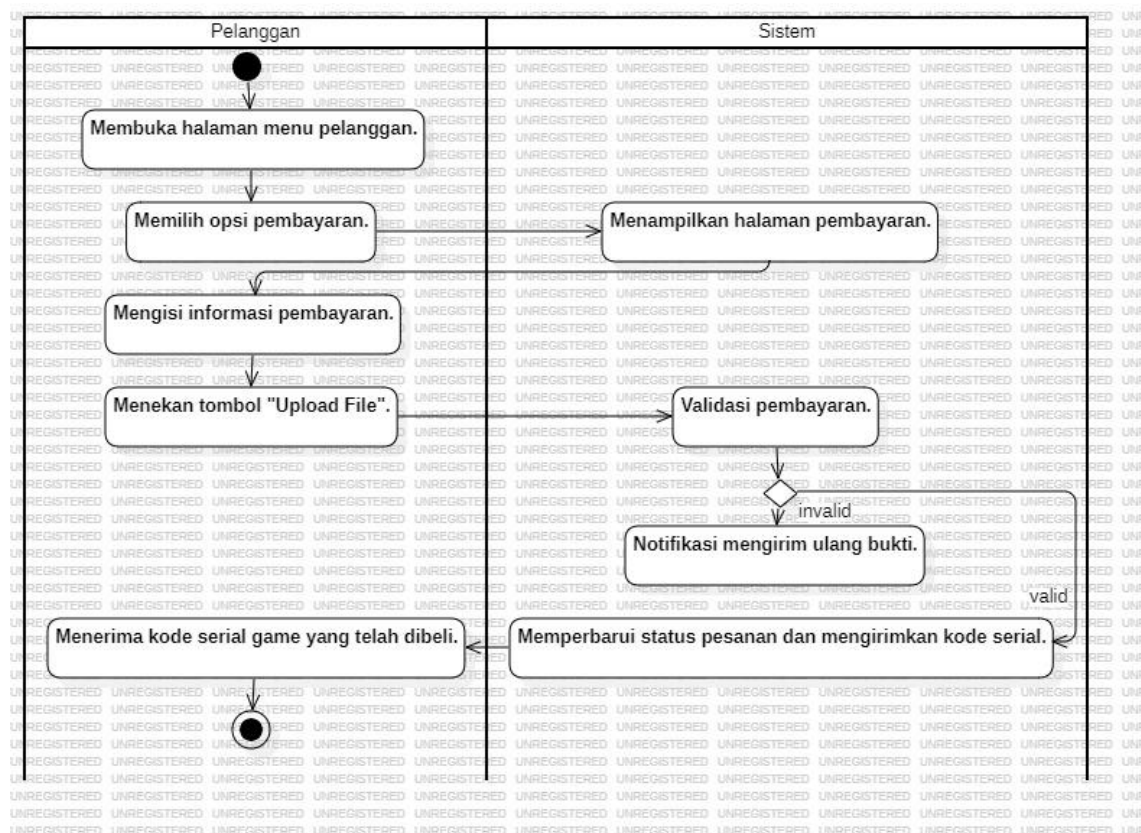 Pelanggan
Sistem
Membuka halaman menu pelanggan.
Memilih opsi pembayaran.
Menampilkan halaman pembayaran.
Mengisi informasi pembayaran.
Menekan tombol "Upload File".
Validasi pembayaran.
invalid
Notifikasi mengirim ulang bukti.
valid
Menerima kode serial game yang telah dibeli.
Memperbarui status pesanan dan mengirimkan kode serial.
UNREGISTERED